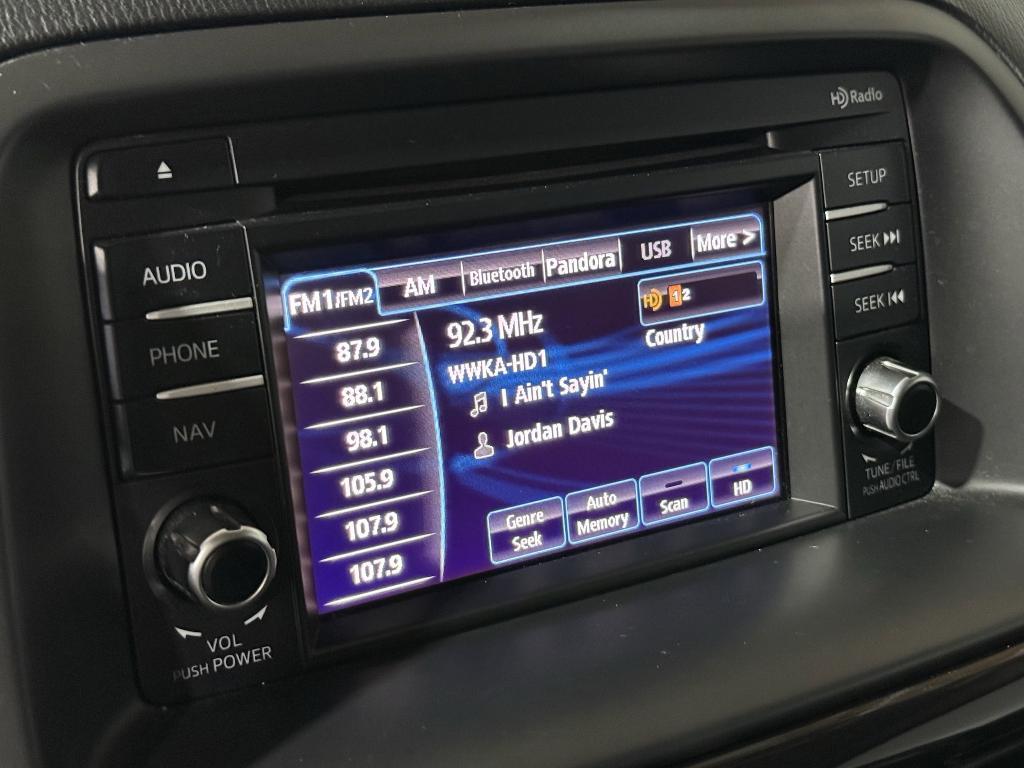 HD Radio
AUDIO
PHONE
NAV
VOL
PUSH POWER
FM1/FM2
AM
Bluetooth
Pandora
USB
More >
87.9
88.1
98.1
105.9
107.9
107.9
92.3 MHz
WWKA-HD1
I Ain't Sayin'
Jordan Davis
HD 1 2
Country
Genre
Seek
Auto
Memory
Scan
HD
SETUP
SEEK
SEEK
TUNE/FILE
PUSH AUDIO CTRL